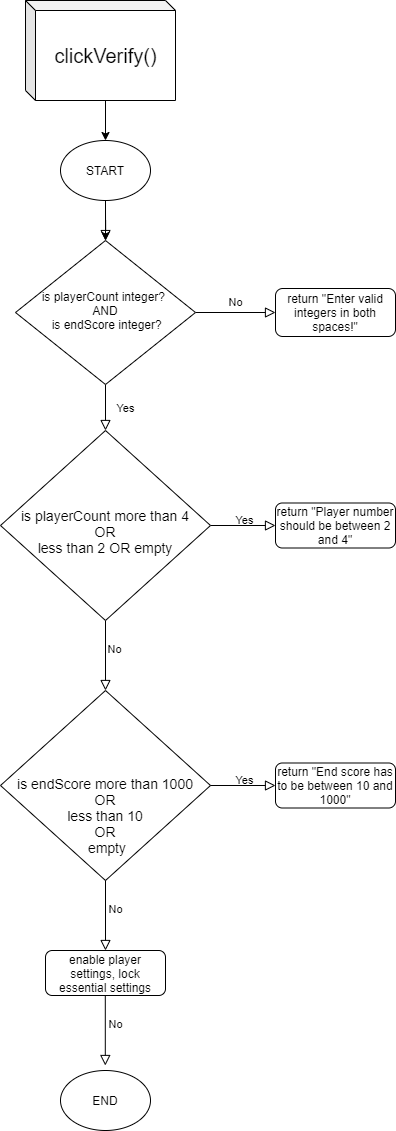 clickVerify()
START
is playerCount integer?
AND
is endScore integer?
No
return "Enter valid
integers in both
spaces!"
Yes
is playerCount more than 4
OR
less than 2 OR empty
Yes
return "Player number
should be between 2
and 4"
No
is endScore more than 1000
OR
less than 10
OR
empty
Yes
return "End score has
to be between 10 and
1000"
No
enable player
settings, lock
essential settings
No
END